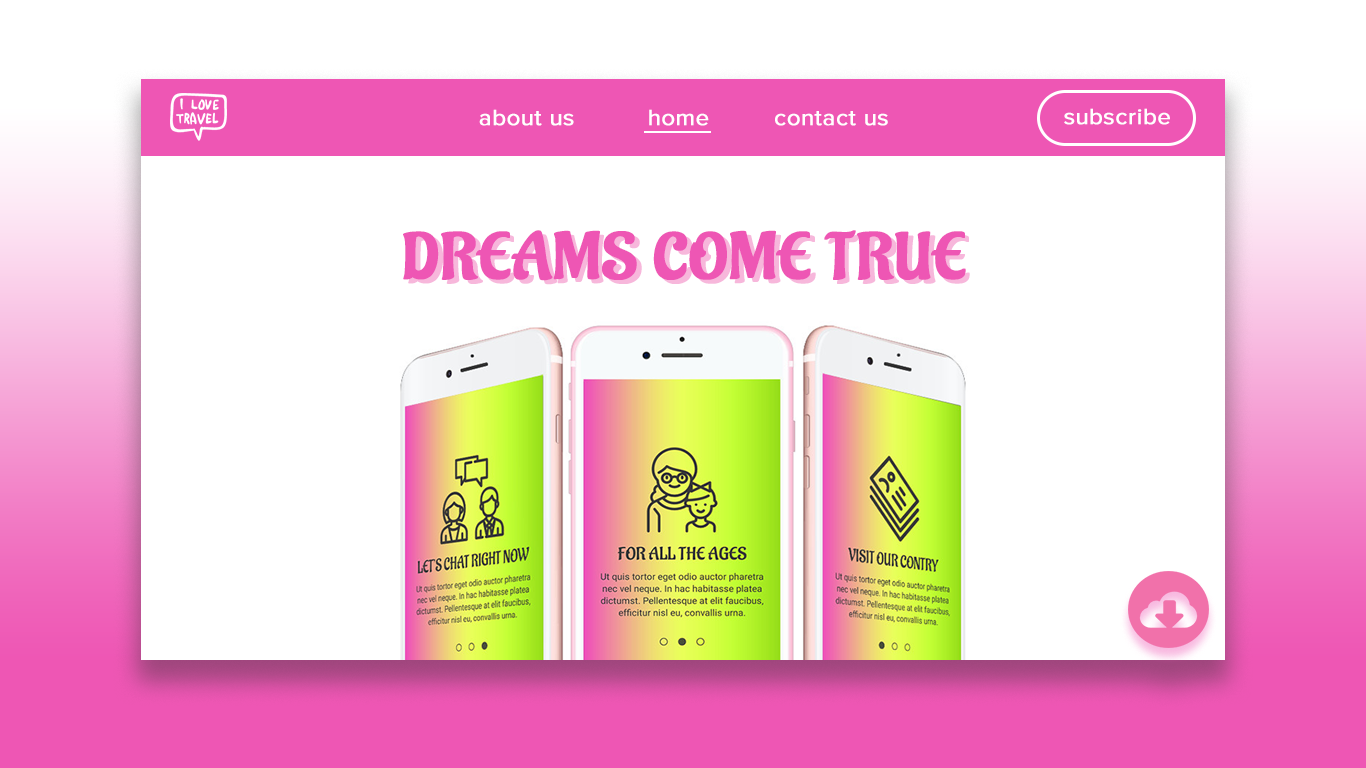 I LOVE
TRAVEL
about us
home
contact us
subscribe
DREAMS COME TRUE
LET'S CHAT RIGHT NOW
Ut quis tortor eget odio auctor pharetra
nec vel neque. In hac habitasse platea
dictumst. Pellentesque at elit faucibus,
efficitur nisl eu, convallis urna.
FOR ALL THE AGES
Ut quis tortor eget odio auctor pharetra
nec vel neque. In hac habitasse platea
dictumst. Pellentesque at elit faucibus,
efficitur nisl eu, convallis urna.
VISIT OUR CONTRY
Ut quis tortor eget odio auctor pharetra
nec vel neque. In hac habitasse platea
dictumst. Pellentesque at elit faucibus,
efficitur nisl eu, convallis urna.